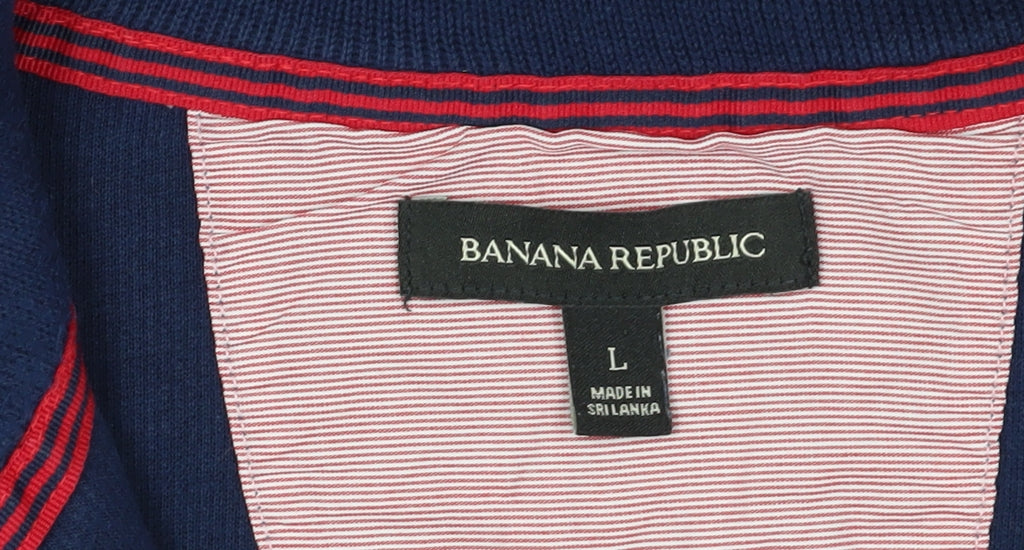 BANANA REPUBLIC
L
MADE IN
SRI LANKA